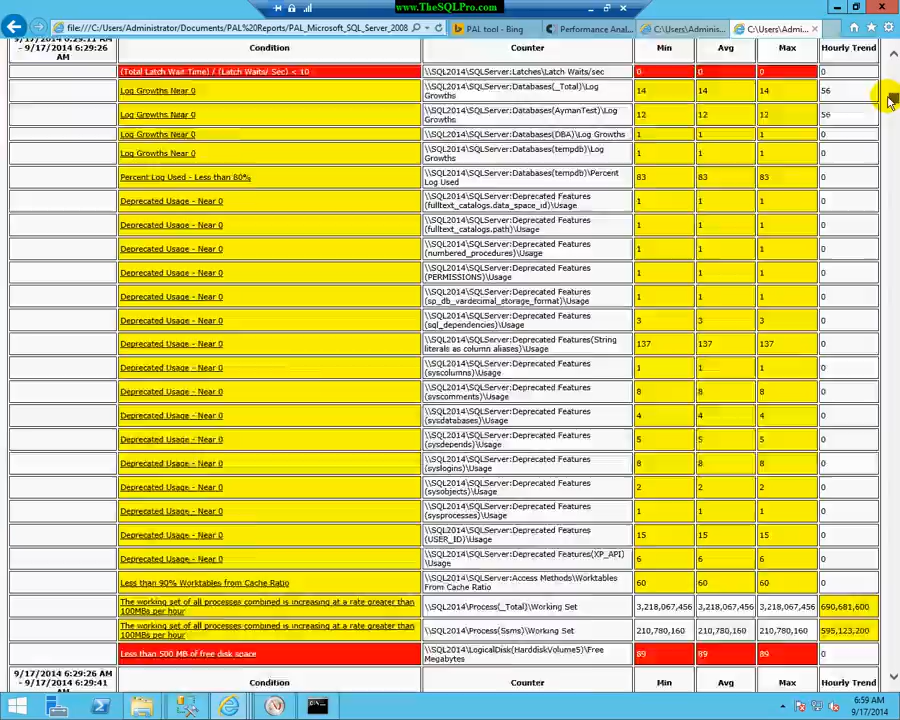 www.TheSQLPro.com
file:///C:/Users/Administrator/Documents/PAL%20Reports/PAL_Microsoft_SQL_Server_2008
PAL tool - Bing
Performance Anal...
C:\Users\Adminis...
C:\Users\Admini...
9/17/2014 6:29:11 AM -
9/17/2014 6:29:26
AM
Condition
Counter
Min
Avg
Max
Hourly Trend
(Total Latch Wait Time) / (Latch Waits/ Sec) < 10
\\SQL2014\SQLServer:Latches\Latch Waits/sec
0 0 0 0
Log Growths Near 0
\\SQL2014\SQLServer:Databases(_Total)\Log
Growths
14 14 14 56
Log Growths Near 0
\\SQL2014\SQLServer:Databases(AymanTest)\Log
Growths
12 12 12 56
Log Growths Near 0
\\SQL2014\SQLServer:Databases(DBA)\Log Growths
1 1 1 0
Log Growths Near 0
\\SQL2014\SQLServer:Databases(tempdb)\Log
Growths
1 1 1 0
Percent Log Used - Less than 80%
\\SQL2014\SQLServer:Databases(tempdb)\Percent
Log Used
83 83 83 0
Deprecated Usage - Near 0
\\SQL2014\SQLServer:Deprecated Features
(fulltext_catalogs.data_space_id)\Usage
1 1 1 0
Deprecated Usage - Near 0
\\SQL2014\SQLServer:Deprecated Features
(fulltext_catalogs.path)\Usage
1 1 1 0
Deprecated Usage - Near 0
\\SQL2014\SQLServer:Deprecated Features
(numbered_procedures)\Usage
1 1 1 0
Deprecated Usage - Near 0
\\SQL2014\SQLServer:Deprecated Features
(PERMISSIONS)\Usage
1 1 1 0
Deprecated Usage - Near 0
\\SQL2014\SQLServer:Deprecated Features
(sp_db_vardecimal_storage_format)\Usage
1 1 1 0
Deprecated Usage - Near 0
\\SQL2014\SQLServer:Deprecated Features
(sql_dependencies)\Usage
3 3 3 0
Deprecated Usage - Near 0
\\SQL2014\SQLServer:Deprecated Features(String
literals as column aliases)\Usage
137 137 137 0
Deprecated Usage - Near 0
\\SQL2014\SQLServer:Deprecated Features
(syscolumns)\Usage
1 1 1 0
Deprecated Usage - Near 0
\\SQL2014\SQLServer:Deprecated Features
(syscomments)\Usage
8 8 8 0
Deprecated Usage - Near 0
\\SQL2014\SQLServer:Deprecated Features
(sysdatabases)\Usage
4 4 4 0
Deprecated Usage - Near 0
\\SQL2014\SQLServer:Deprecated Features
(sysdepends)\Usage
5 5 5 0
Deprecated Usage - Near 0
\\SQL2014\SQLServer:Deprecated Features
(syslogins)\Usage
8 8 8 0
Deprecated Usage - Near 0
\\SQL2014\SQLServer:Deprecated Features
(sysobjects)\Usage
2 2 2 0
Deprecated Usage - Near 0
\\SQL2014\SQLServer:Deprecated Features
(sysprocesses)\Usage
1 1 1 0
Deprecated Usage - Near 0
\\SQL2014\SQLServer:Deprecated Features
(USER_ID)\Usage
15 15 15 0
Deprecated Usage - Near 0
\\SQL2014\SQLServer:Deprecated Features(XP_API)
\Usage
6 6 6 0
Less than 90% Worktables from Cache Ratio
\\SQL2014\SQLServer:Access Methods\Worktables
From Cache Ratio
60 60 60 0
The working set of all processes combined is increasing at a rate greater than
100MBs per hour
\\SQL2014\Process(_Total)\Working Set
3,218,067,456 3,218,067,456 3,218,067,456 690,681,600
The working set of all processes combined is increasing at a rate greater than
100MBs per hour
\\SQL2014\Process(Ssms)\Working Set
210,780,160 210,780,160 210,780,160 595,123,200
Less than 500 MB of free disk space
\\SQL2014\LogicalDisk(HarddiskVolume5)\Free
Megabytes
89 89 89 0
9/17/2014 6:29:26 AM
- 9/17/2014 6:29:41
Condition
Counter
Min
Avg
Max
Hourly Trend
6:59 AM
9/17/2014